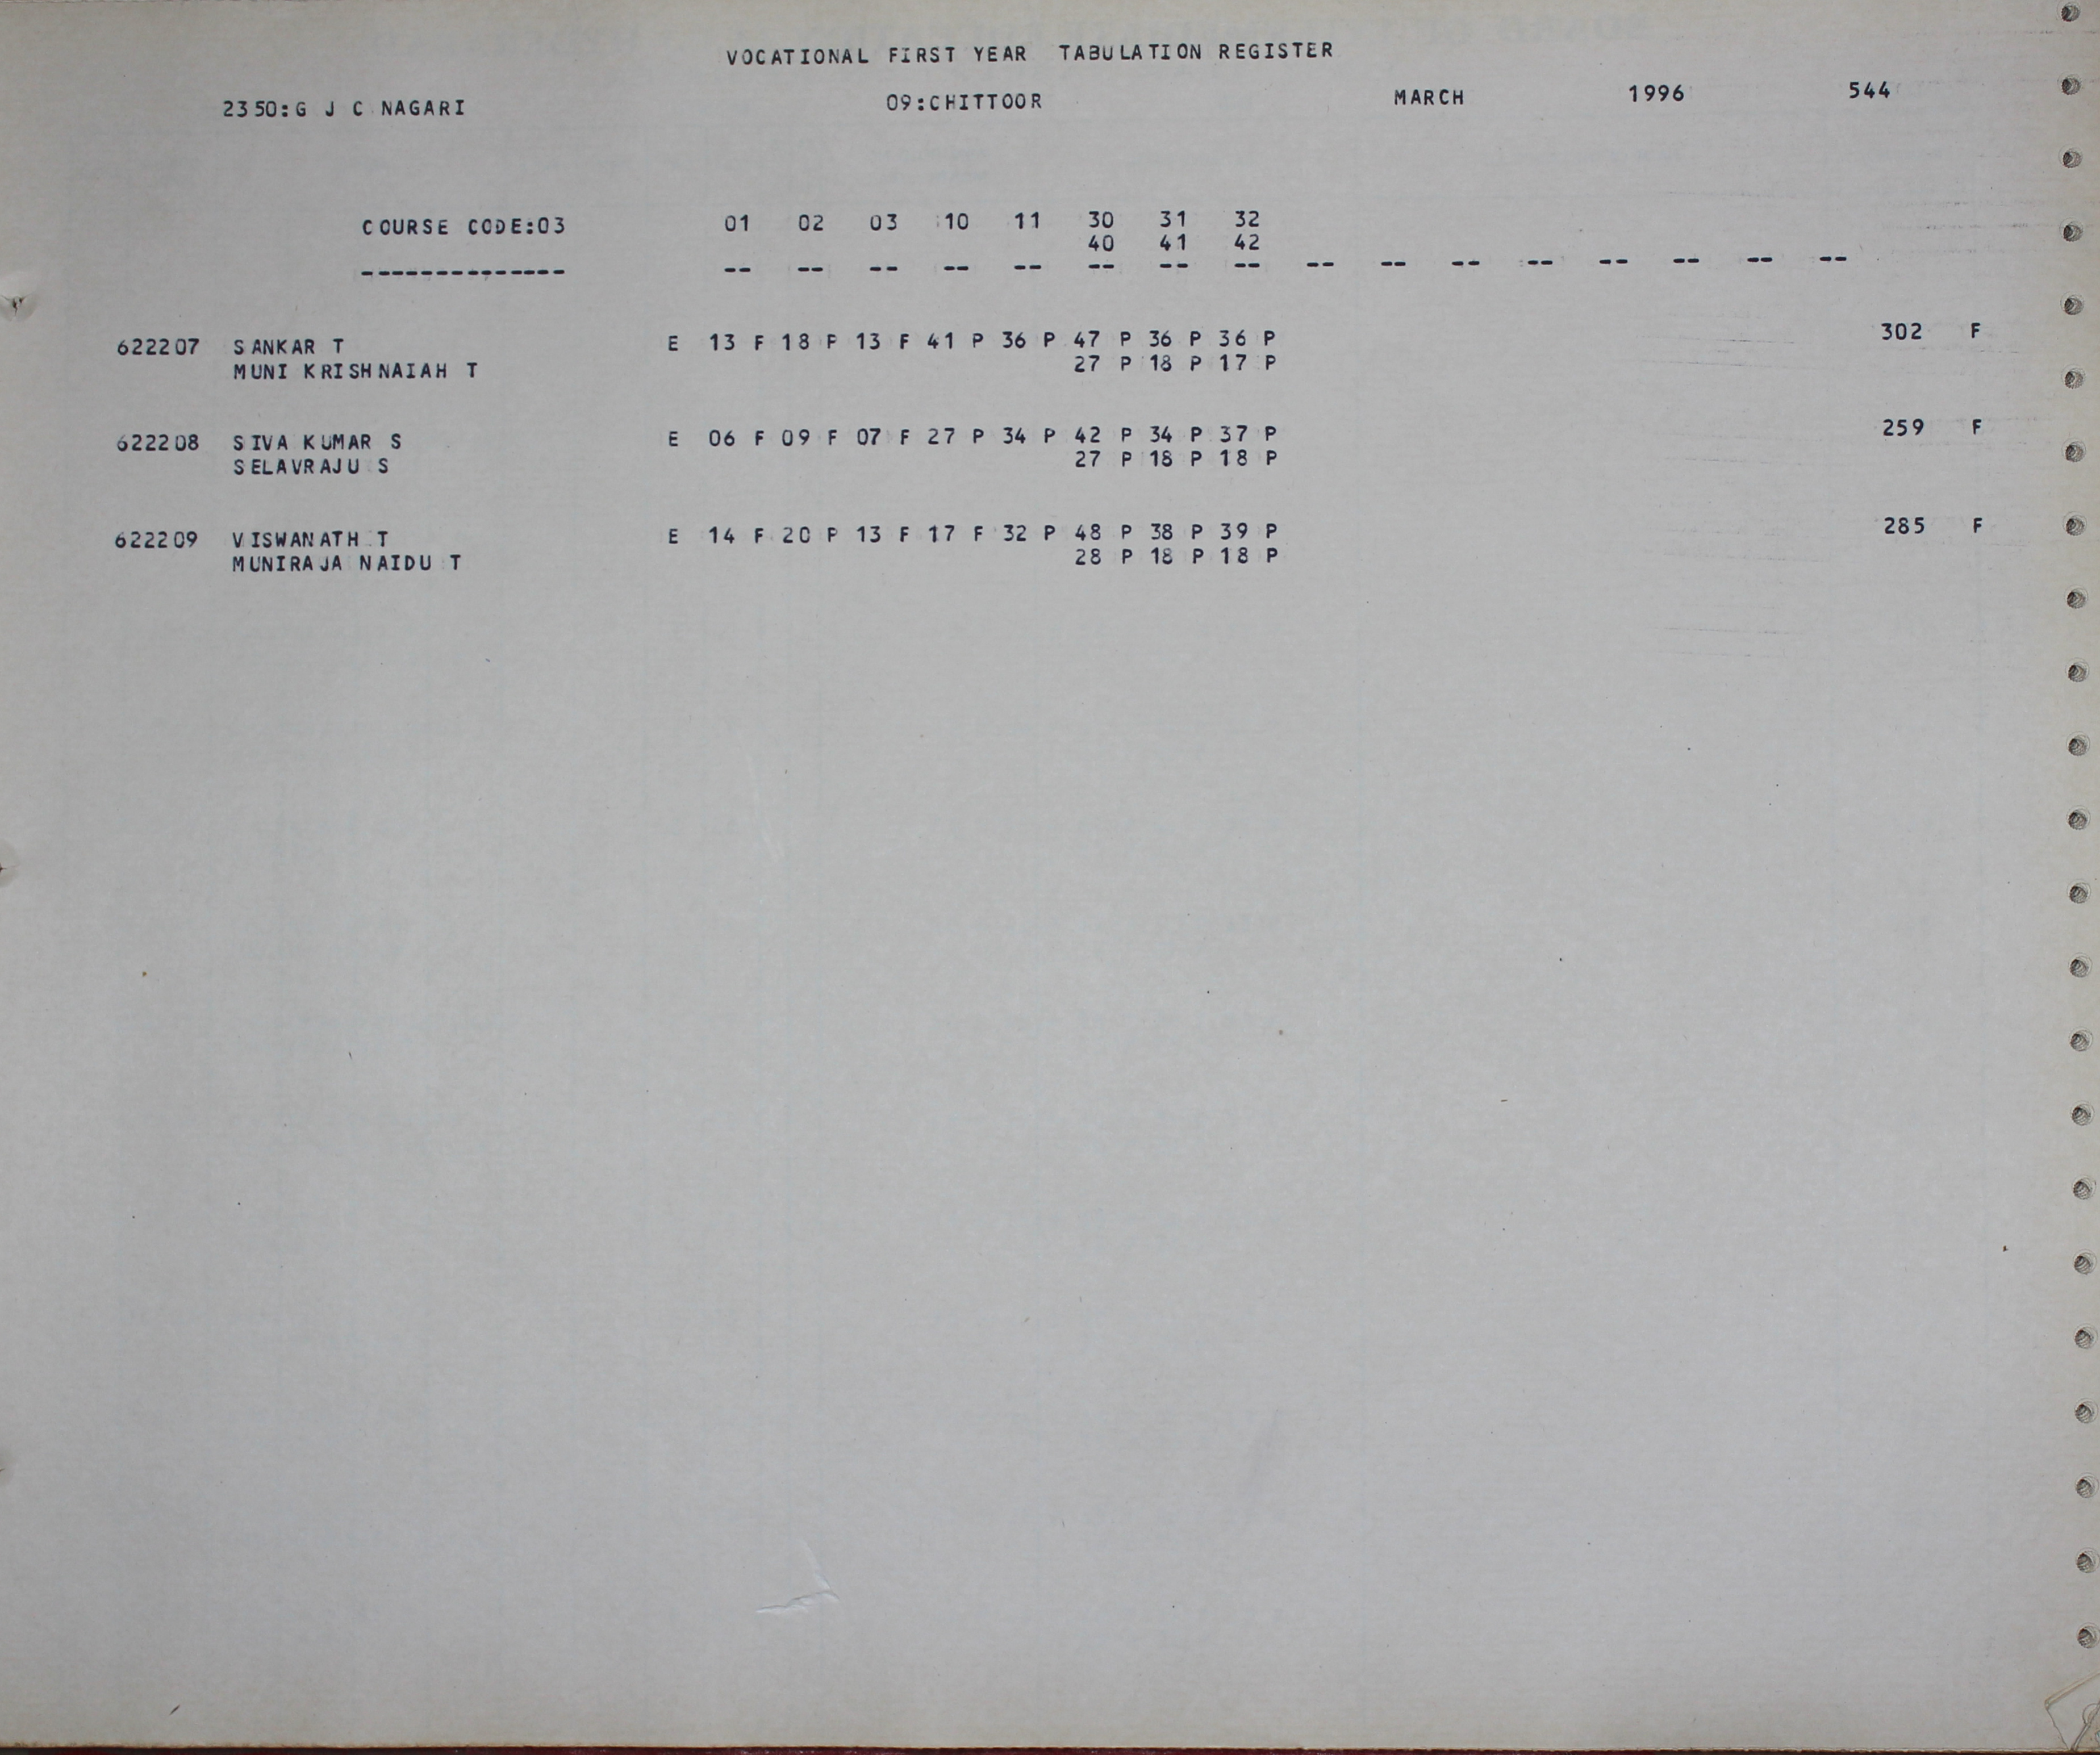 VOCATIONAL FIRST YEAR TABULATION REGISTER
2350:G J C NAGARI 09:CHITTOOR MARCH 1996 544
COURSE CODE:03 01 02 03 10 11 30 31 32
40 41 42
-------------- -- -- -- -- -- -- -- -- -- -- -- -- -- -- -- --
622207 SANKAR T E 13 F 18 P 13 F 41 P 36 P 47 P 36 P 36 P 302 F
MUNI KRISHNAIAH T 27 P 18 P 17 P
622208 SIVA KUMAR S E 06 F 09 F 07 F 27 P 34 P 42 P 34 P 37 P 259 F
SELAVRAJU S 27 P 18 P 18 P
622209 VISWANATH T E 14 F 20 P 13 F 17 F 32 P 48 P 38 P 39 P 285 F
MUNIRAJA NAIDU T 28 P 18 P 18 P